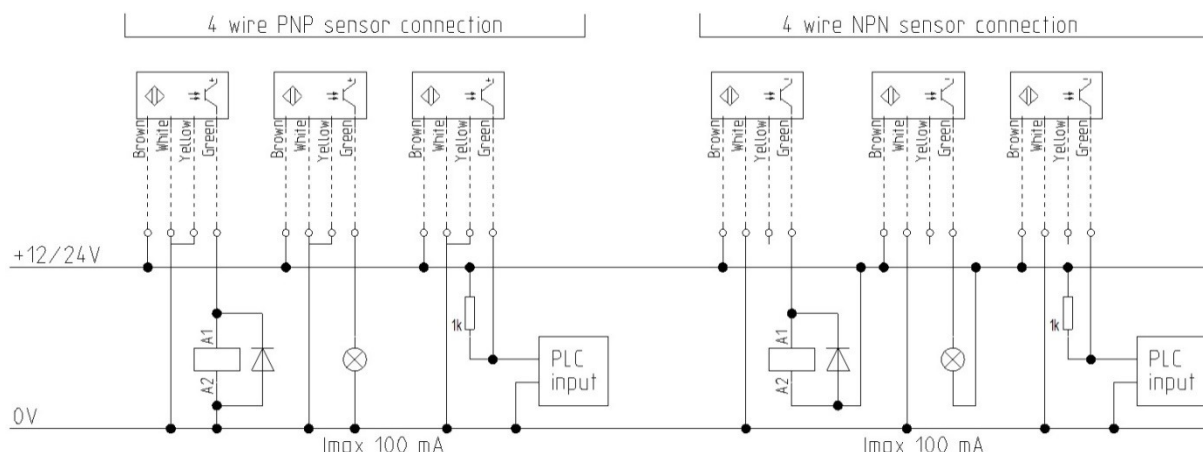 4 wire PNP sensor connection
4 wire NPN sensor connection
+ + + - - -
Brown White Yellow Green Brown White Yellow Green Brown White Yellow Green Brown White Yellow Green Brown White Yellow Green Brown White Yellow Green
+12/24V
A1 1k A1 1k
A2 PLC input A2 PLC input
0V
Imax 100 mA Imax 100 mA